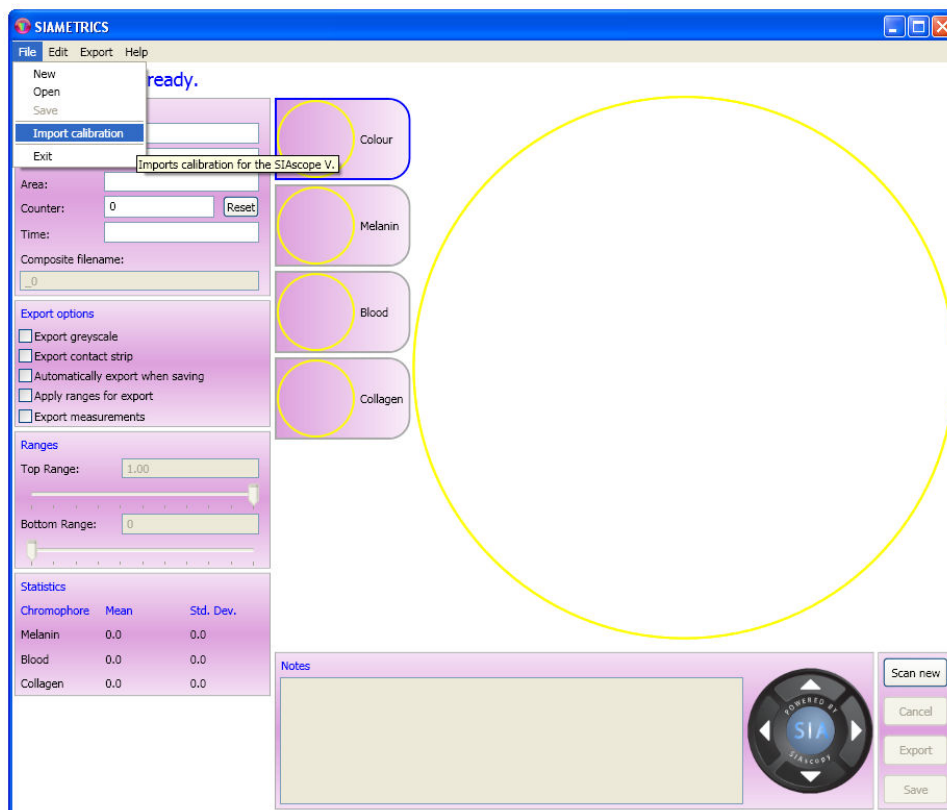 SIAMETRICS
File Edit Export Help
New
Open
Save
Import calibration
Exit
ready.
Imports calibration for the SIAscope V.
Area:
Counter: 0 Reset
Time:
Composite filename:
_0
Export options
Export greyscale
Export contact strip
Automatically export when saving
Apply ranges for export
Export measurements
Ranges
Top Range: 1.00
Bottom Range: 0
Statistics
Chromophore Mean Std. Dev.
Melanin 0.0 0.0
Blood 0.0 0.0
Collagen 0.0 0.0
Colour
Melanin
Blood
Collagen
Notes
POWERED BY
SIA
SIAscopy
Scan new
Cancel
Export
Save